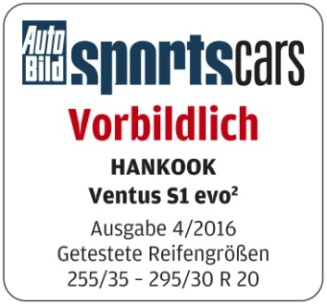 Auto
Bild sportscars
Vorbildlich
HANKOOK
Ventus S1 evo²
Ausgabe 4/2016
Getestete Reifengrößen
255/35 – 295/30 R 20